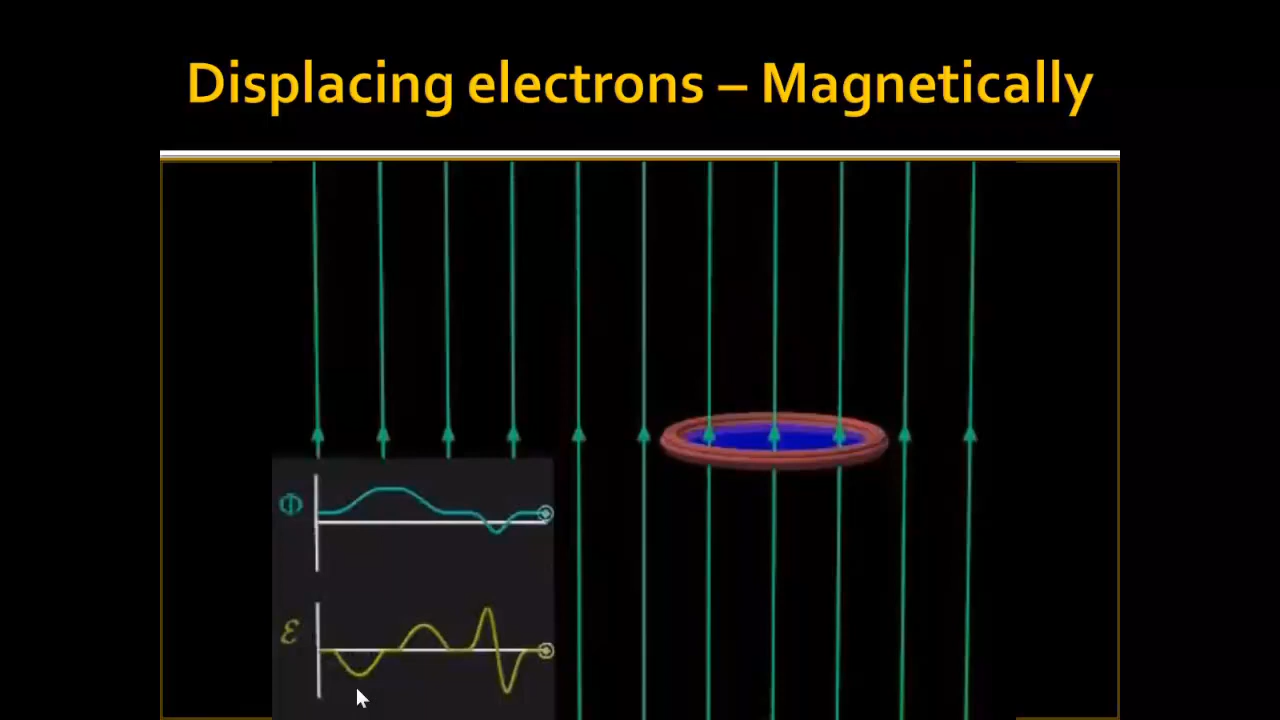 Displacing electrons – Magnetically
Φ
ℰ